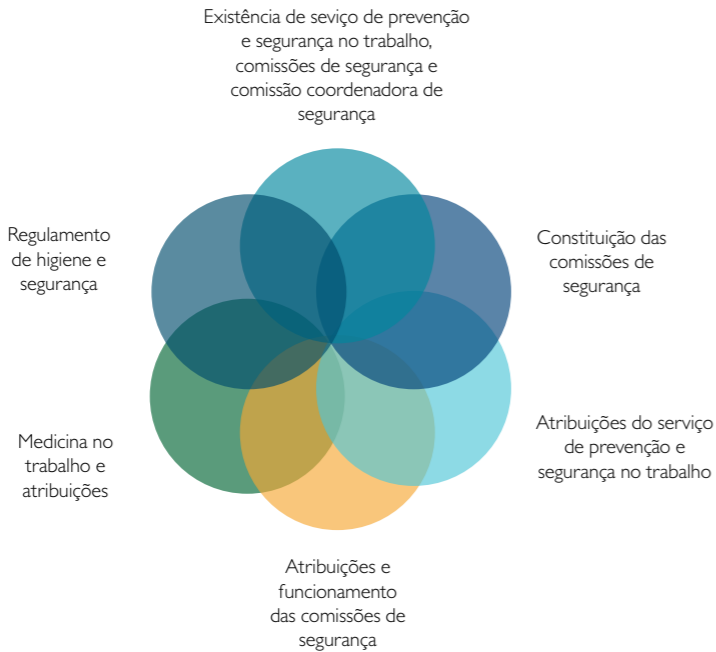 Existência de seviço de prevenção
e segurança no trabalho,
comissões de segurança e
comissão coordenadora de
segurança
Constituição das
comissões de
segurança
Atribuições do serviço
de prevenção e
segurança no trabalho
Atribuições e
funcionamento
das comissões de
segurança
Medicina no
trabalho e
atribuições
Regulamento
de higiene e
segurança